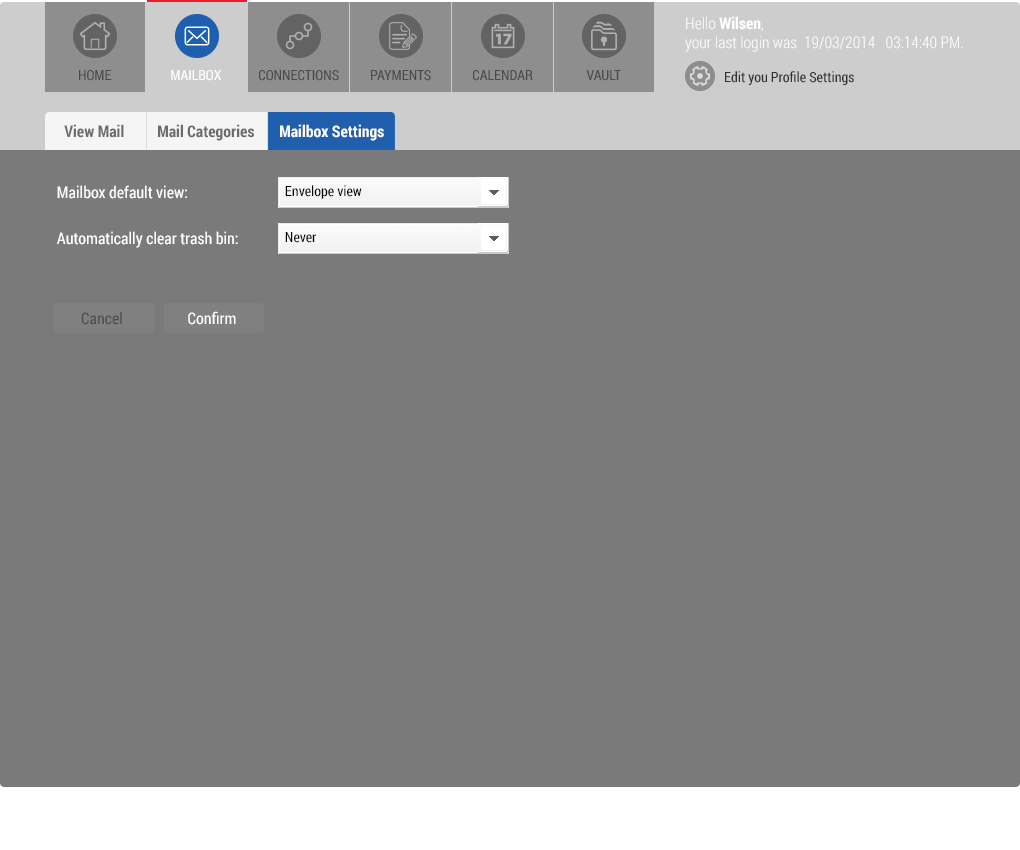 HOME MAILBOX CONNECTIONS PAYMENTS 17 CALENDAR VAULT
Hello Wilsen,
your last login was 19/03/2014 03:14:40 PM.
Edit you Profile Settings
View Mail Mail Categories Mailbox Settings
Mailbox default view: Envelope view
Automatically clear trash bin: Never
Cancel Confirm